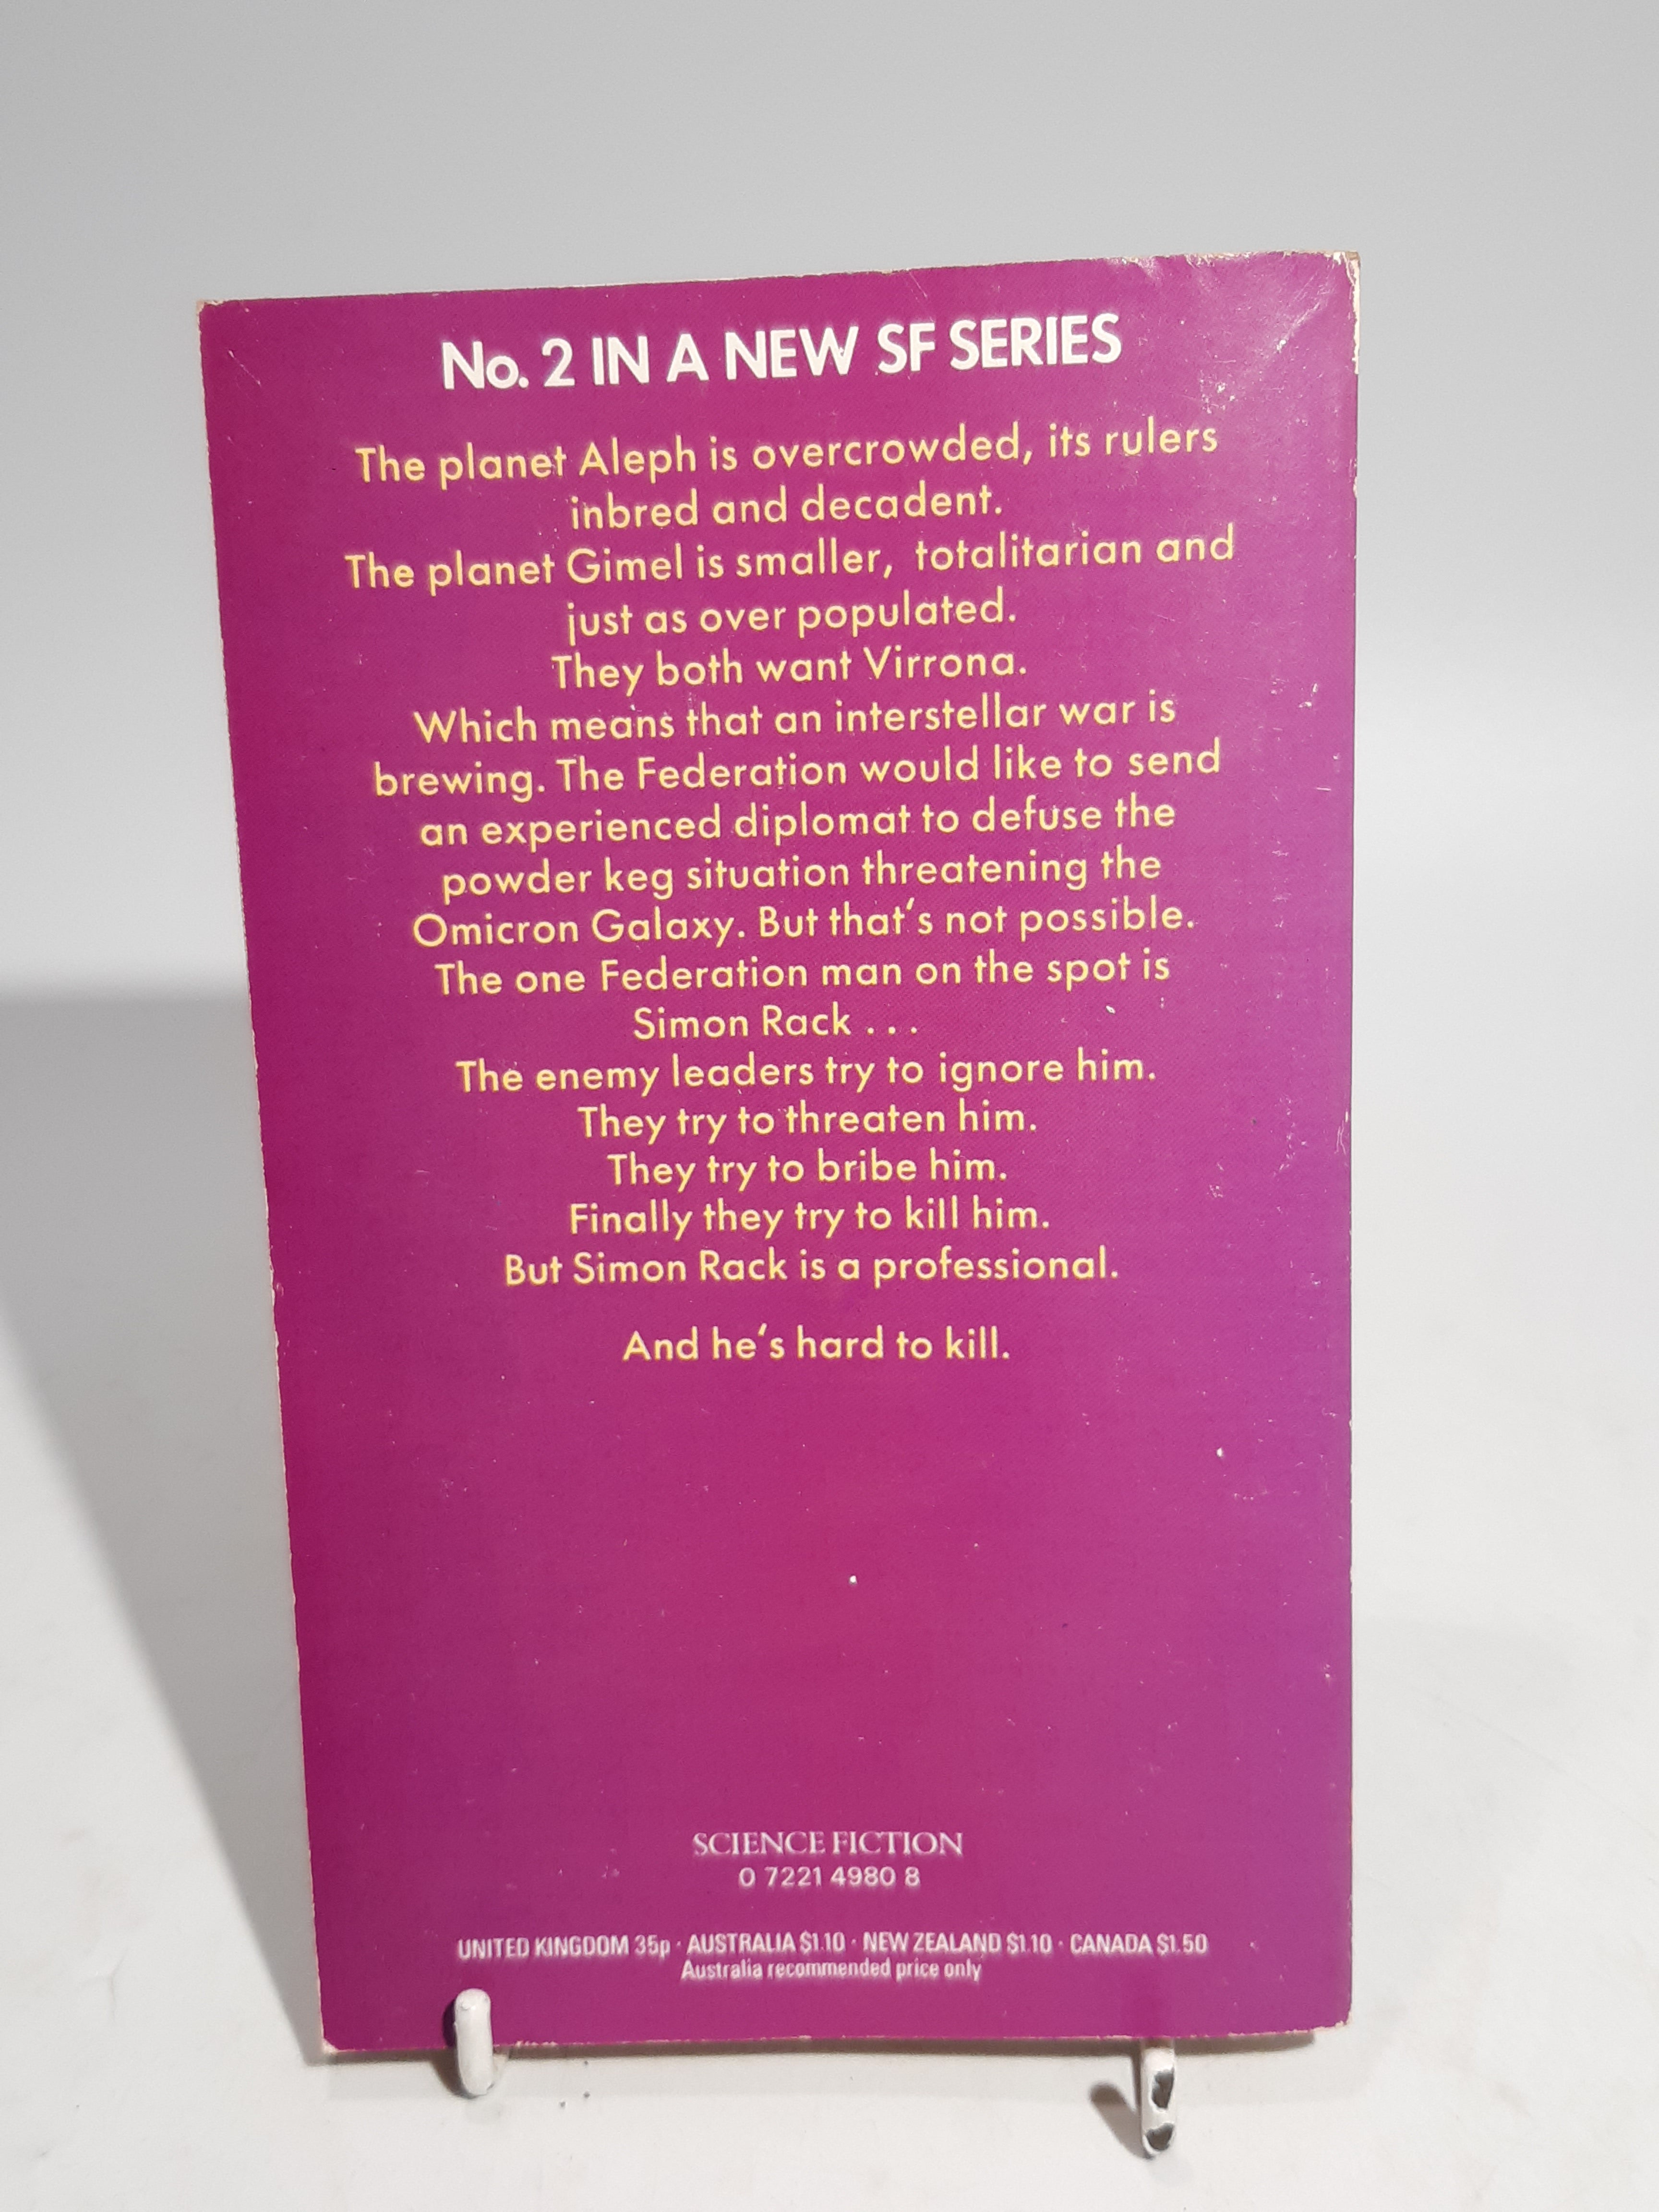 No. 2 IN A NEW SF SERIES
The planet Aleph is overcrowded, its rulers
inbred and decadent.
The planet Gimel is smaller, totalitarian and
just as over populated.
They both want Virrona.
Which means that an interstellar war is
brewing. The Federation would like to send
an experienced diplomat to defuse the
powder keg situation threatening the
Omicron Galaxy. But that's not possible.
The one Federation man on the spot is
Simon Rack . . .
The enemy leaders try to ignore him.
They try to threaten him.
They try to bribe him.
Finally they try to kill him.
But Simon Rack is a professional.
And he's hard to kill.
SCIENCE FICTION
0 7221 4980 8
UNITED KINGDOM 35p · AUSTRALIA $1.10 · NEW ZEALAND $1.10 · CANADA $1.50
Australia recommended price only